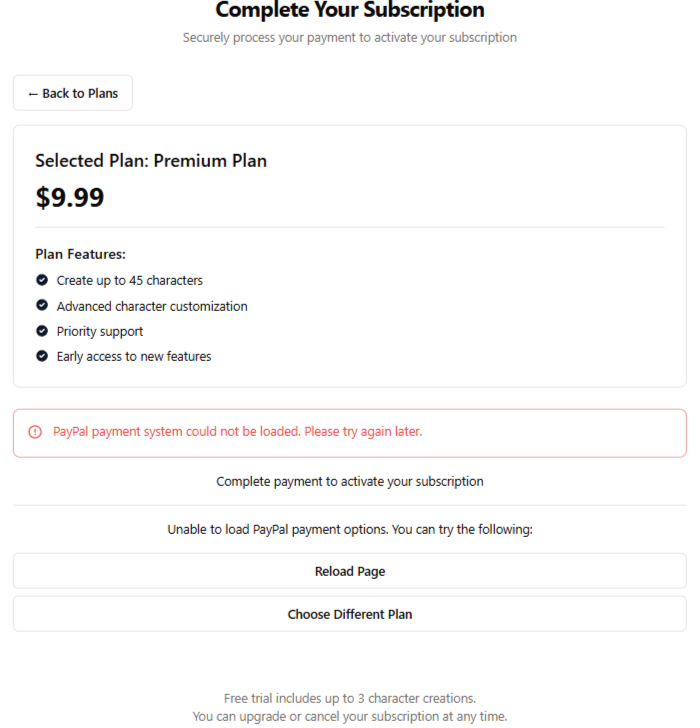 Complete Your Subscription
Securely process your payment to activate your subscription
← Back to Plans
Selected Plan: Premium Plan
$9.99
Plan Features:
Create up to 45 characters
Advanced character customization
Priority support
Early access to new features
PayPal payment system could not be loaded. Please try again later.
Complete payment to activate your subscription
Unable to load PayPal payment options. You can try the following:
Reload Page
Choose Different Plan
Free trial includes up to 3 character creations.
You can upgrade or cancel your subscription at any time.